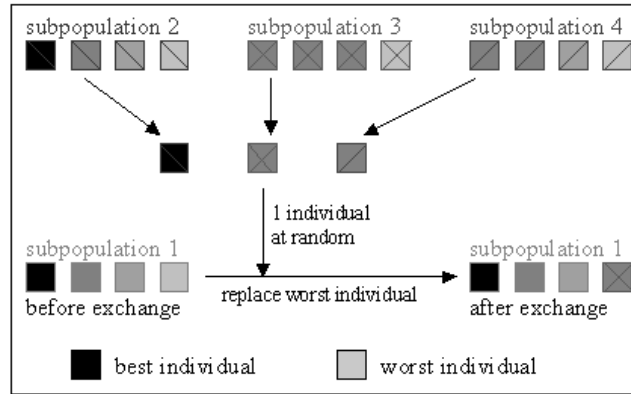 subpopulation 2
subpopulation 3
subpopulation 4
1 individual
at random
subpopulation 1
before exchange
replace worst individual
subpopulation 1
after exchange
best individual
worst individual